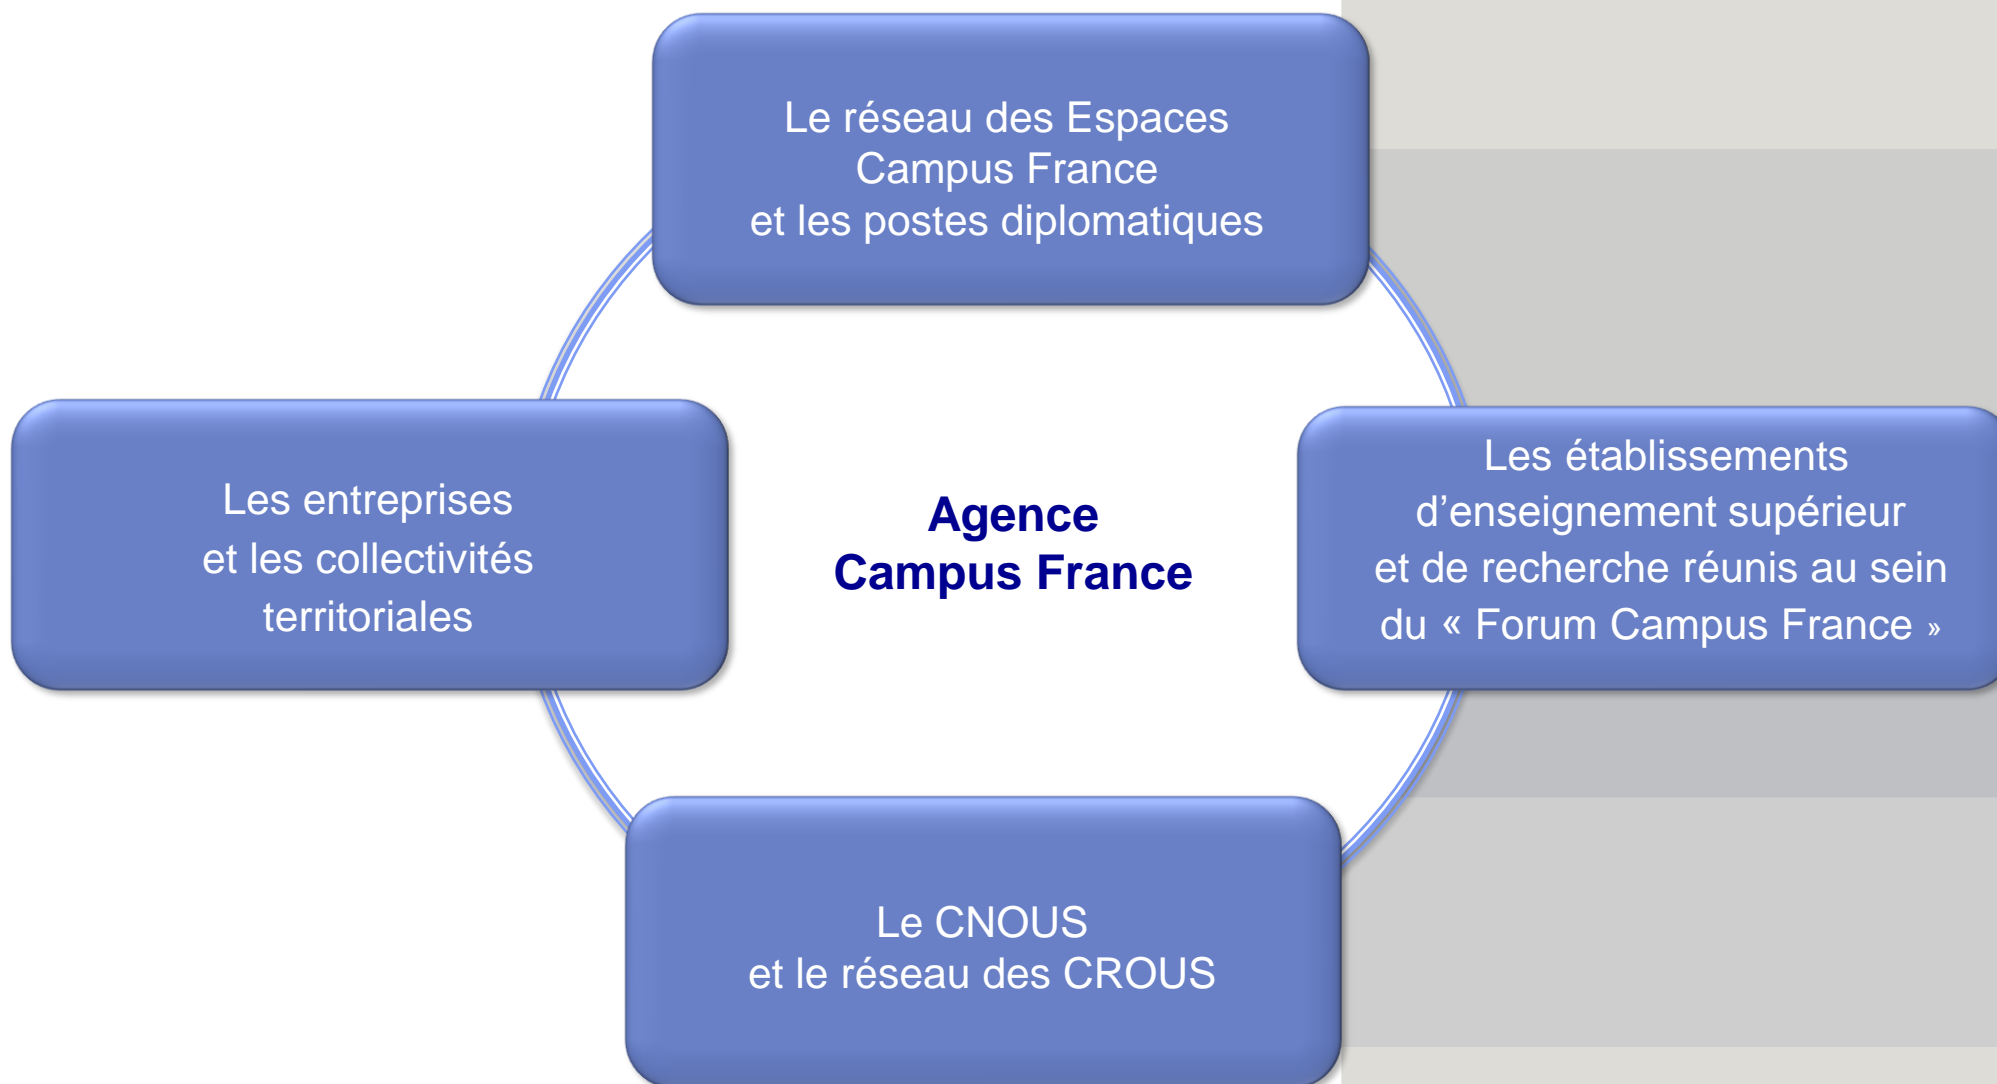 Le réseau des Espaces
Campus France
et les postes diplomatiques
Les entreprises
et les collectivités
territoriales
Agence
Campus France
Les établissements
d’enseignement supérieur
et de recherche réunis au sein
du « Forum Campus France »
Le CNOUS
et le réseau des CROUS